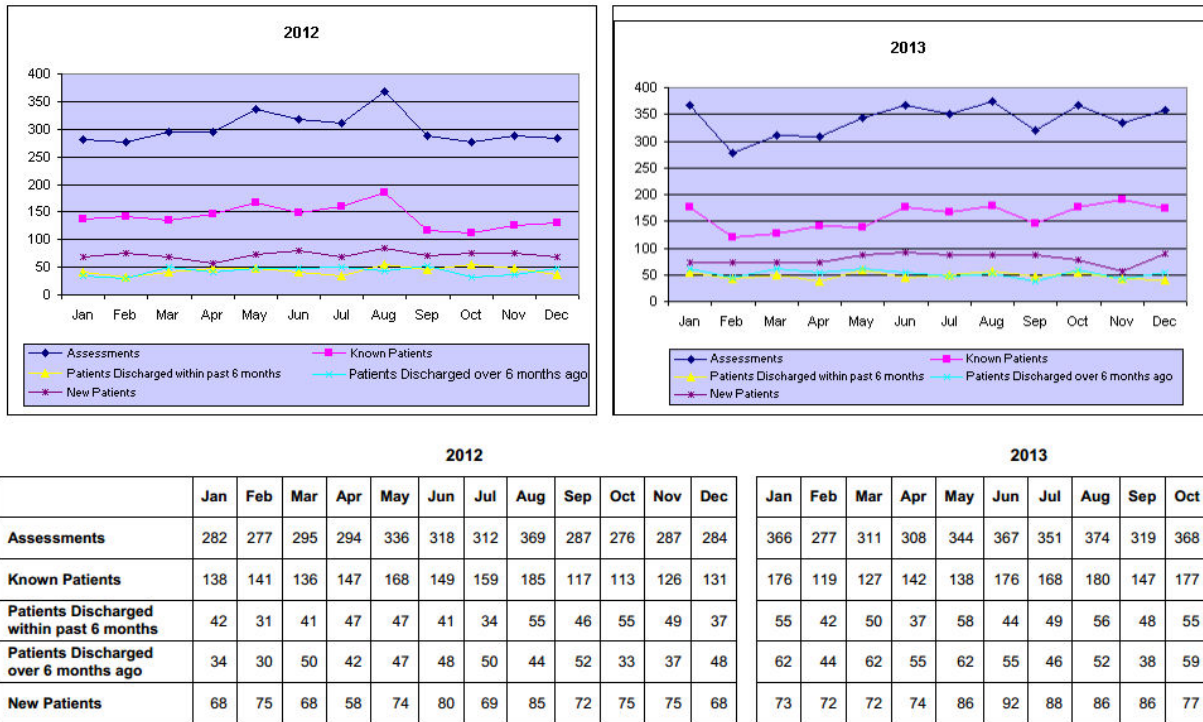 2012
400
350
300
250
200
150
100
50
0
Jan Feb Mar Apr May Jun Jul Aug Sep Oct Nov Dec
Assessments Known Patients
Patients Discharged within past 6 months Patients Discharged over 6 months ago
New Patients
2013
400
350
300
250
200
150
100
50
0
Jan Feb Mar Apr May Jun Jul Aug Sep Oct Nov Dec
Assessments Known Patients
Patients Discharged within past 6 months Patients Discharged over 6 months ago
New Patients
2012 2013
Jan Feb Mar Apr May Jun Jul Aug Sep Oct Nov Dec Jan Feb Mar Apr May Jun Jul Aug Sep Oct
Assessments 282 277 295 294 336 318 312 369 287 276 287 284 366 277 311 308 344 367 351 374 319 368
Known Patients 138 141 136 147 168 149 159 185 117 113 126 131 176 119 127 142 138 176 168 180 147 177
Patients Discharged
within past 6 months 42 31 41 47 47 41 34 55 46 55 49 37 55 42 50 37 58 44 49 56 48 55
Patients Discharged
over 6 months ago 34 30 50 42 47 48 50 44 52 33 37 48 62 44 62 55 62 55 46 52 38 59
New Patients 68 75 68 58 74 80 69 85 72 75 75 68 73 72 72 74 86 92 88 86 86 77